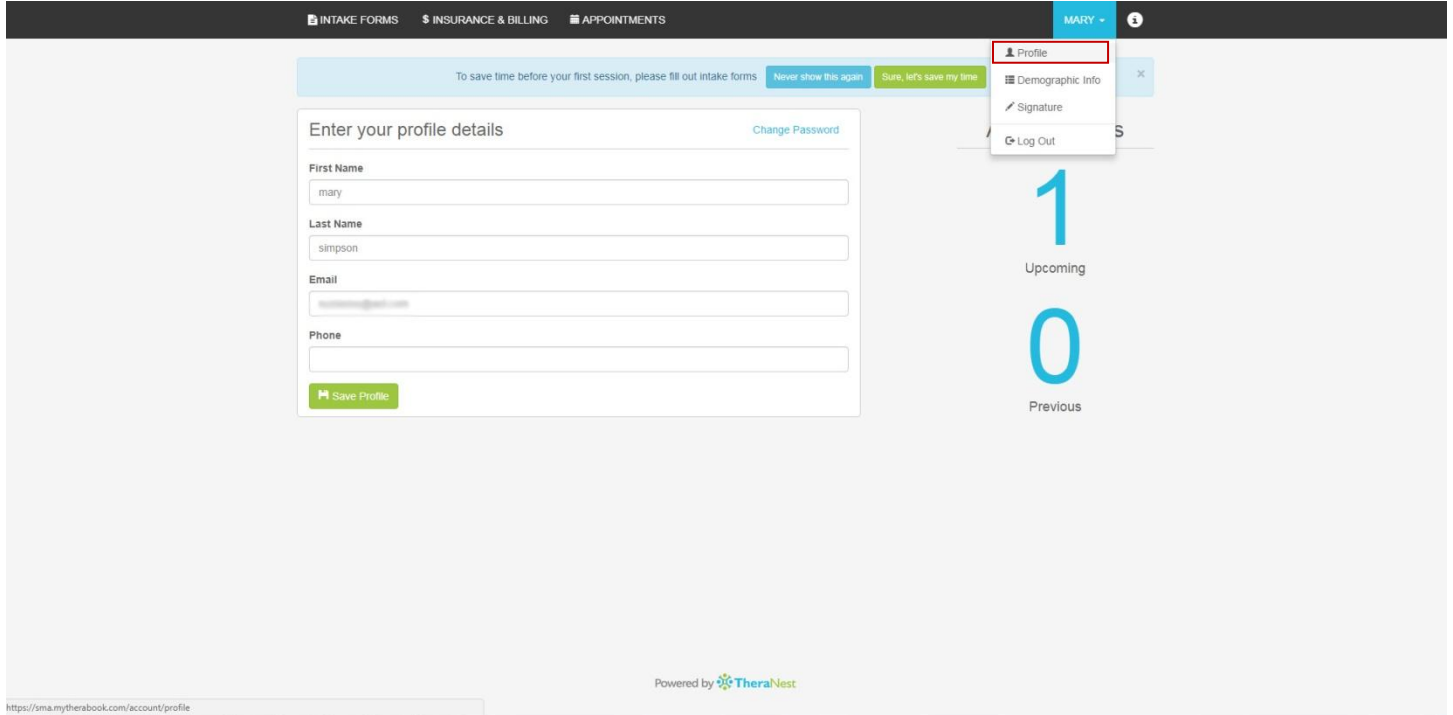 INTAKE FORMS $ INSURANCE & BILLING APPOINTMENTS MARY
Profile
To save time before your first session, please fill out intake forms Never show this again Sure, let's save my time ×
Demographic Info
Signature
Log Out
Enter your profile details Change Password
First Name
mary
Last Name
simpson
Email
Phone
Save Profile
1
Upcoming
0
Previous
Powered by TheraNest
https://sma.mytherabook.com/account/profile